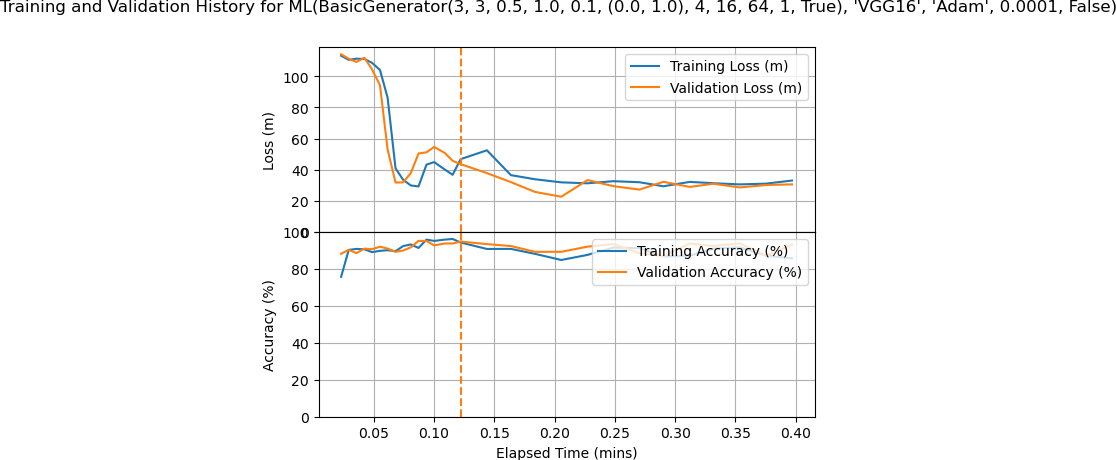 Training and Validation History for ML(BasicGenerator(3, 3, 0.5, 1.0, 0.1, (0.0, 1.0), 4, 16, 64, 1, True), 'VGG16', 'Adam', 0.0001, False)
Training Loss (m)
Validation Loss (m)
100
80
60
40
20
0
Loss (m)
Training Accuracy (%)
Validation Accuracy (%)
100
80
60
40
20
0
Accuracy (%)
0.05 0.10 0.15 0.20 0.25 0.30 0.35 0.40
Elapsed Time (mins)